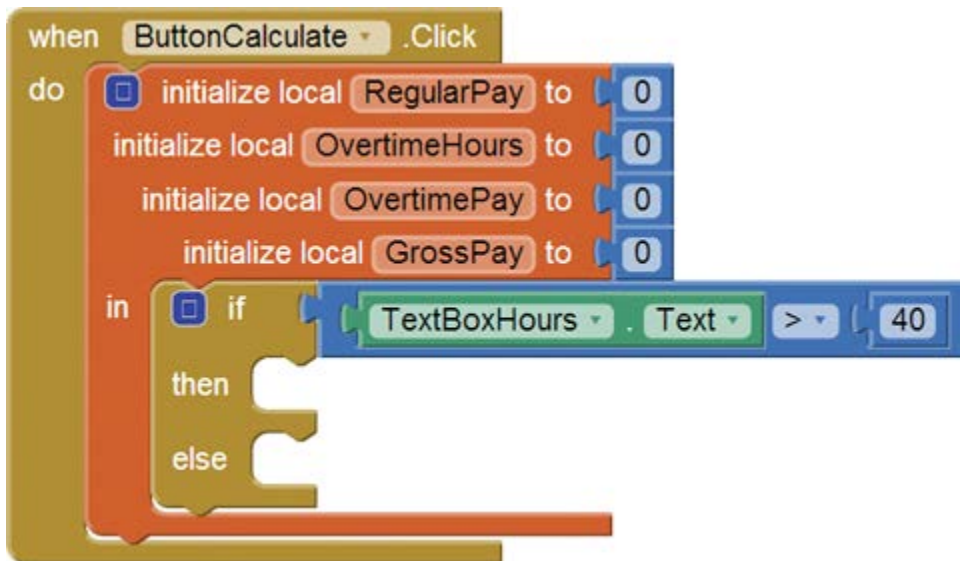 when ButtonCalculate .Click
do initialize local RegularPay to 0
initialize local OvertimeHours to 0
initialize local OvertimePay to 0
initialize local GrossPay to 0
in if TextBoxHours . Text > 40
then
else